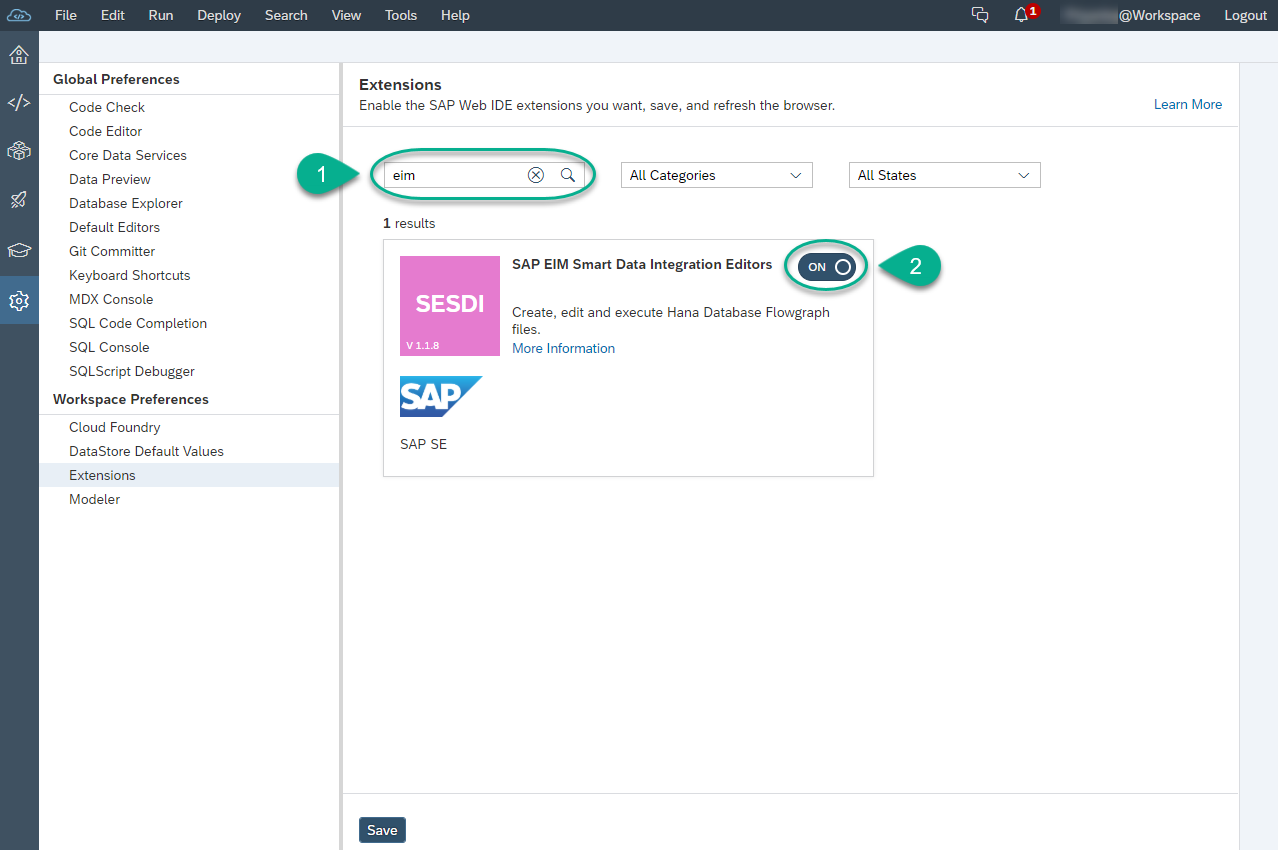 File Edit Run Deploy Search View Tools Help 1 @Workspace Logout
Global Preferences
Code Check
Code Editor
Core Data Services
Data Preview
Database Explorer
Default Editors
Git Committer
Keyboard Shortcuts
MDX Console
SQL Code Completion
SQL Console
SQLScript Debugger
Workspace Preferences
Cloud Foundry
DataStore Default Values
Extensions
Modeler
Extensions
Enable the SAP Web IDE extensions you want, save, and refresh the browser.
Learn More
1 eim All Categories All States
1 results
SESDI
V 1.1.8
SAP EIM Smart Data Integration Editors ON 2
Create, edit and execute Hana Database Flowgraph
files.
More Information
SAP
SAP SE
Save